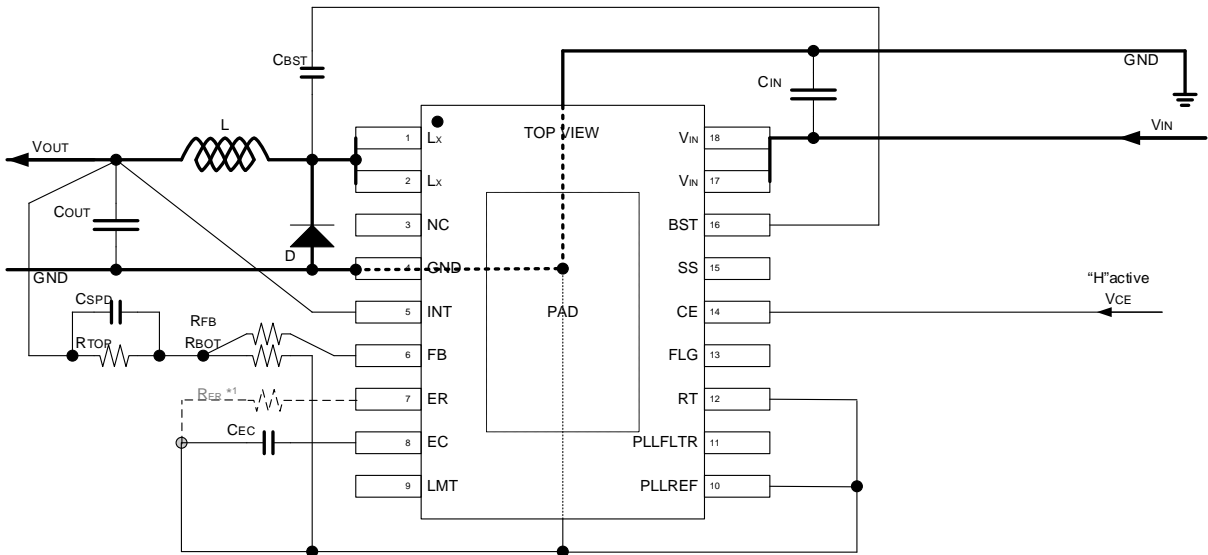 CBST
GND
CIN
L
1
LX
TOP VIEW
VIN
18
VOUT
VIN
2
LX
VIN
17
COUT
3
NC
BST
16
D
4
GND
SS
15
GND
"H"active
CSPD
5
INT
PAD
CE
14
VCE
RFB
RTOP
RBOT
6
FB
FLG
13
RER *1
7
ER
RT
12
CEC
8
EC
PLLFLTR
11
9
LMT
PLLREF
10